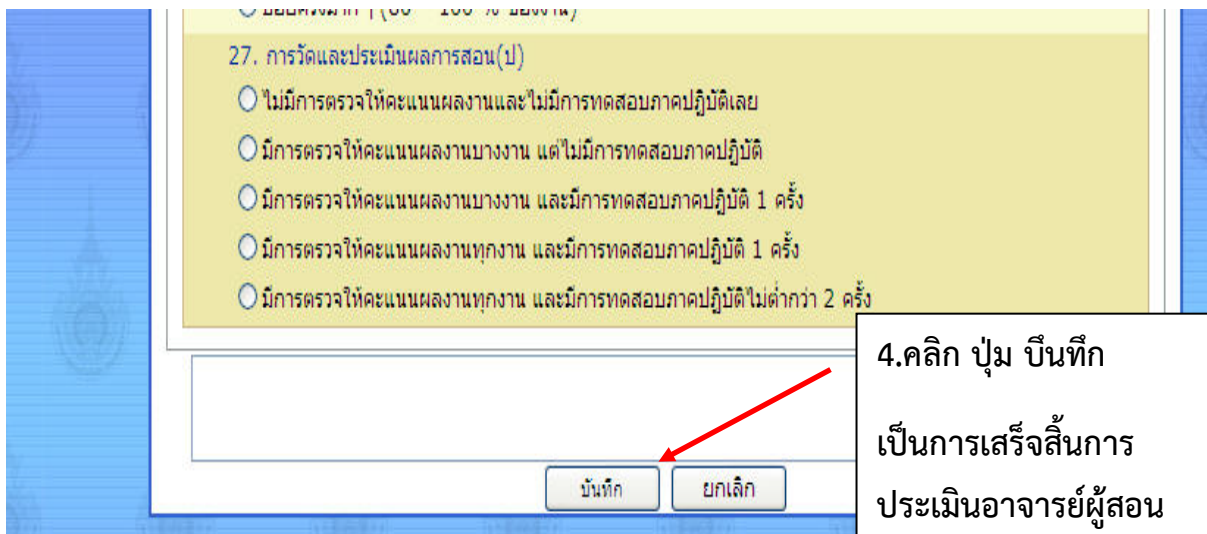 (80 - 100 % ของงาน)
27. การวัดและประเมินผลการสอน(ป)
ไม่มีการตรวจให้คะแนนผลงานและไม่มีการทดสอบภาคปฏิบัติเลย
มีการตรวจให้คะแนนผลงานบางงาน แต่ไม่มีการทดสอบภาคปฏิบัติ
มีการตรวจให้คะแนนผลงานบางงาน และมีการทดสอบภาคปฏิบัติ 1 ครั้ง
มีการตรวจให้คะแนนผลงานทุกงาน และมีการทดสอบภาคปฏิบัติ 1 ครั้ง
มีการตรวจให้คะแนนผลงานทุกงาน และมีการทดสอบภาคปฏิบัติไม่ต่ำกว่า 2 ครั้ง
4.คลิก ปุ่ม บึนทึก
เป็นการเสร็จสิ้นการ
ประเมินอาจารย์ผู้สอน
บันทึก ยกเลิก